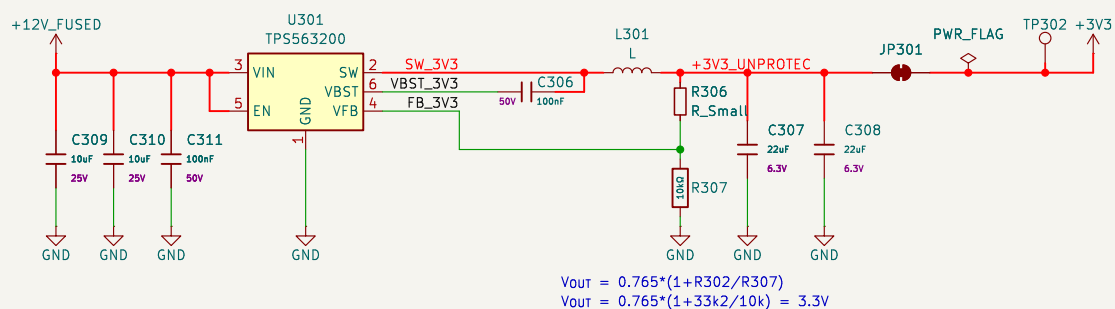 +12V_FUSED
U301
TPS563200
3
VIN
5
EN
GND
1
SW
2
VBST
6
VFB
4
SW_3V3
VBST_3V3
FB_3V3
C309
10uF
25V
C310
10uF
25V
C311
100nF
50V
C306
50V
100nF
L301
L
+3V3_UNPROTEC
R306
R_Small
10kΩ
R307
C307
22uF
6.3V
C308
22uF
6.3V
JP301
PWR_FLAG
TP302
+3V3
GND
GND
GND
GND
GND
GND
GND
VOUT = 0.765*(1+R302/R307)
VOUT = 0.765*(1+33k2/10k) = 3.3V